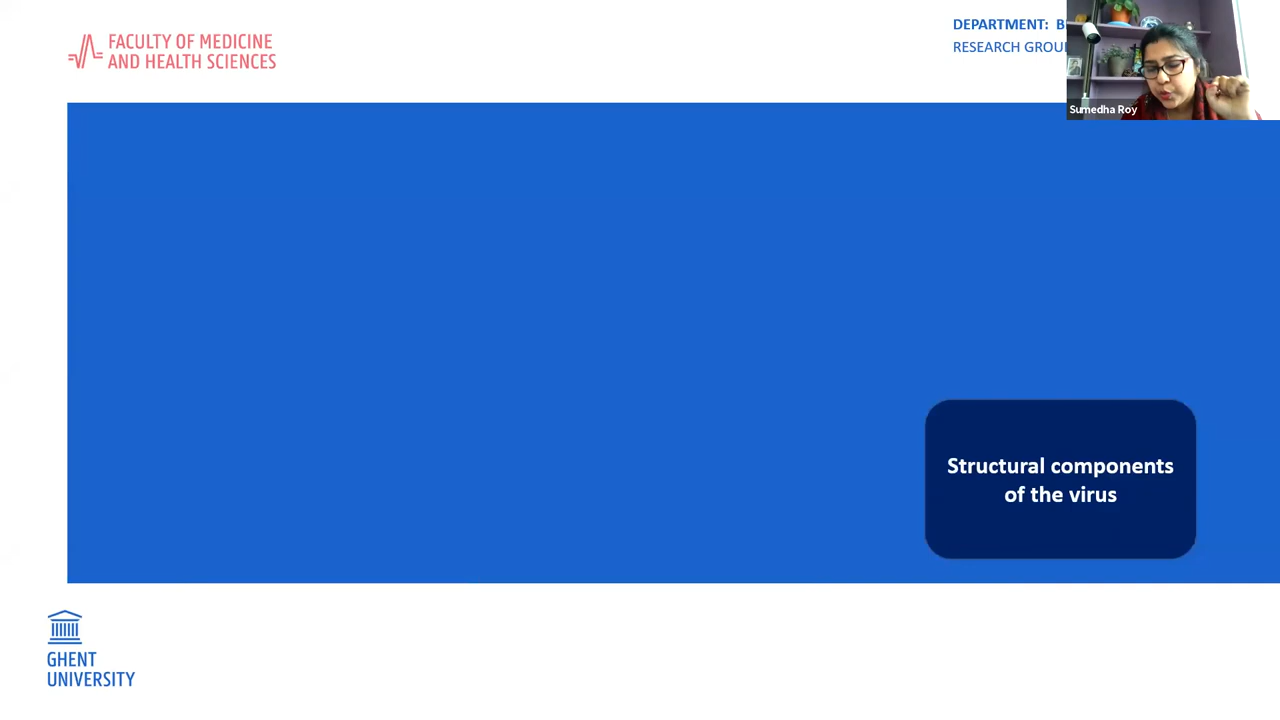 FACULTY OF MEDICINE
AND HEALTH SCIENCES
DEPARTMENT:
RESEARCH
Sumedha Roy
Structural components
of the virus
GHENT
UNIVERSITY